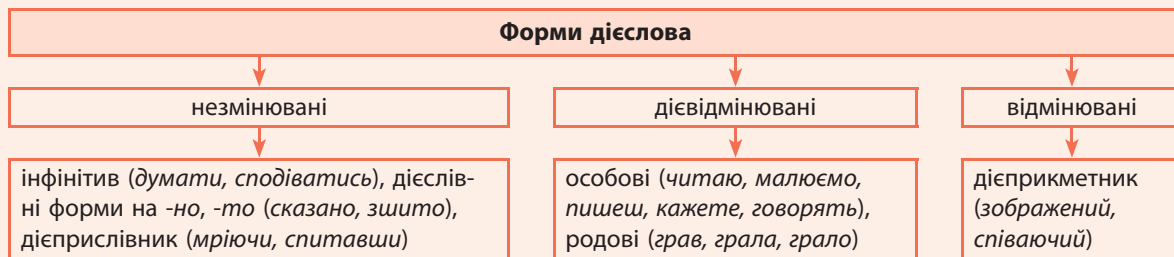 Форми дієслова
незмінювані
дієвідмінювані
відмінювані
інфінітив (думати, сподіватись), дієслів-
ні форми на -но, -то (сказано, зшито),
дієприслівник (мріючи, спитавши)
особові (читаю, малюємо,
пишеш, кажете, говорять),
родові (грав, грала, грало)
дієприкметник
(зображений,
співаючий)